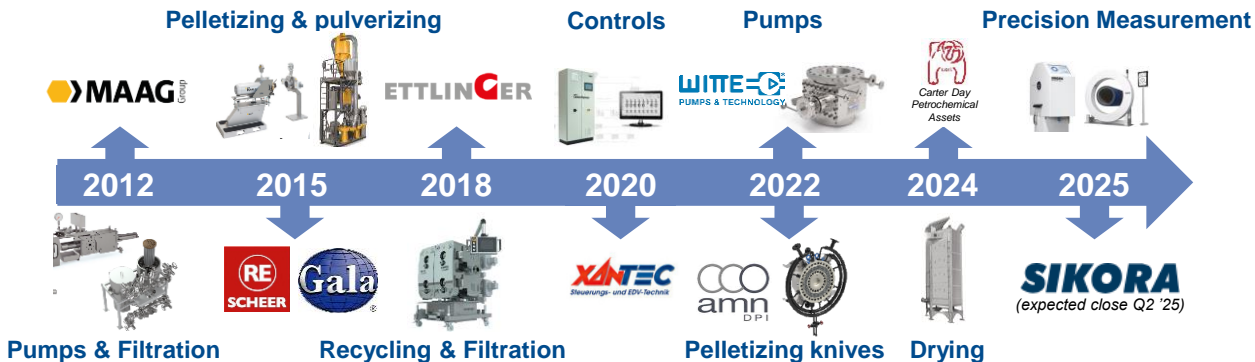 Pelletizing & pulverizing
Controls
Pumps
Precision Measurement
MAAG
Group
ETTLINGER
WITTE
PUMPS & TECHNOLOGY
Carter Day
Petrochemical
Assets
2012
2015
2018
2020
2022
2024
2025
RE
SCHEER
Gala
®
XANTEC
Steuerungs- und EDV-Technik
amn
DPI
SIKORA
(expected close Q2 '25)
Pumps & Filtration
Recycling & Filtration
Pelletizing knives
Drying